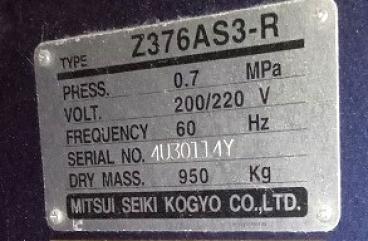 TYPE Z376AS3-R
PRESS. 0.7 MPa
VOLT. 200/220 V
FREQUENCY 60 Hz
SERIAL NO. 4U30114Y
DRY MASS. 950 Kg
MITSUI SEIKI KOGYO CO.,LTD.